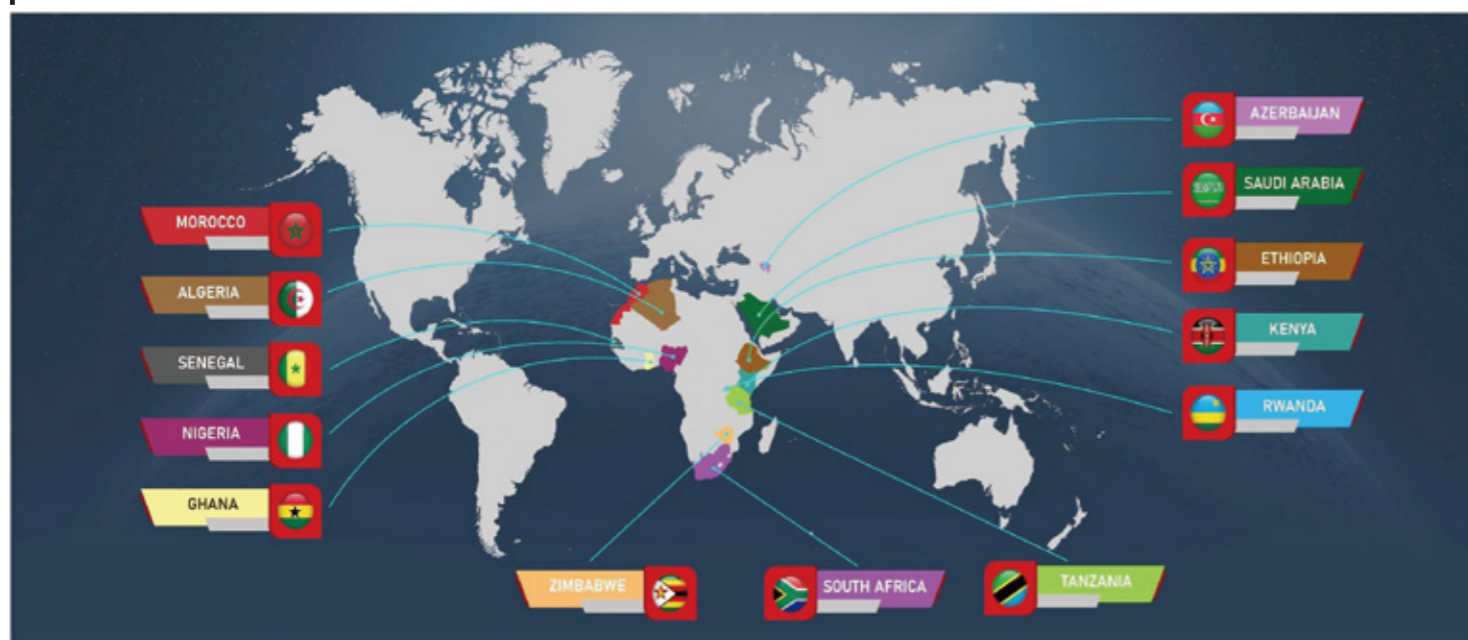 MOROCCO
ALGERIA
SENEGAL
NIGERIA
GHANA
ZIMBABWE
SOUTH AFRICA
TANZANIA
AZERBAIJAN
SAUDI ARABIA
ETHIOPIA
KENYA
RWANDA